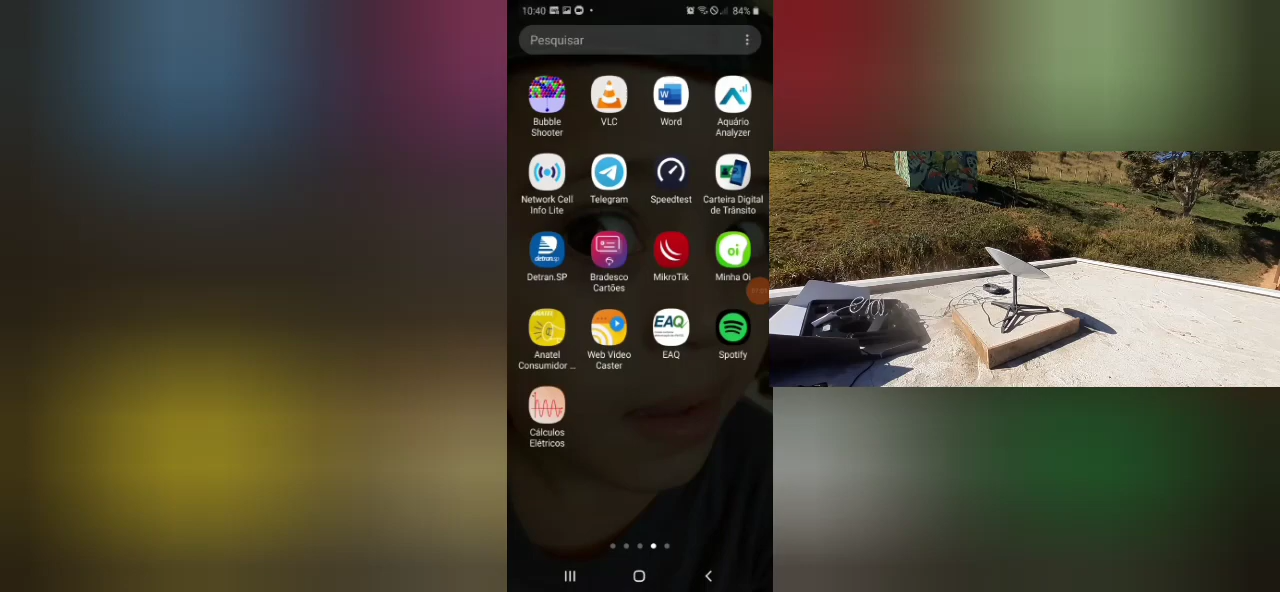 10:40
84%
Pesquisar
Bubble Shooter
VLC
Word
Aquário Analyzer
Network Cell Info Lite
Telegram
Speedtest
Carteira Digital de Trânsito
detran.sp
Detran.SP
Bradesco Cartões
MikroTik
oi
Minha Oi
ANATEL
Anatel Consumidor ...
Web Video Caster
EAQ
EAQ
Spotify
Cálculos Elétricos